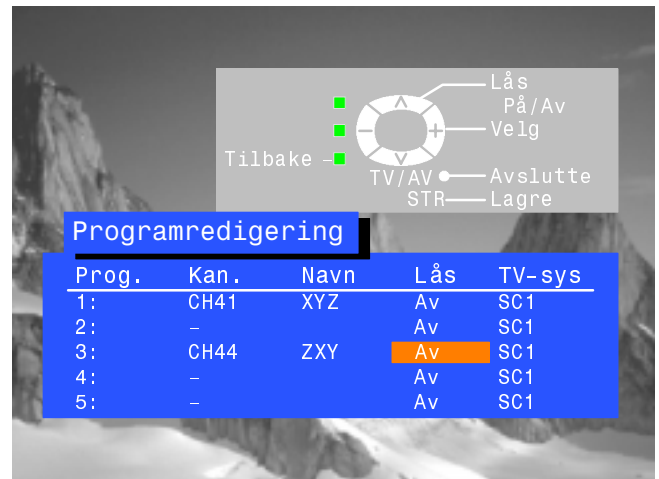 Lås
På/Av
Velg
Tilbake
TV/AV Avslutte
STR Lagre
Programredigering
Prog. Kan. Navn Lås TV-sys
1: CH41 XYZ Av SC1
2: – Av SC1
3: CH44 ZXY Av SC1
4: – Av SC1
5: – Av SC1